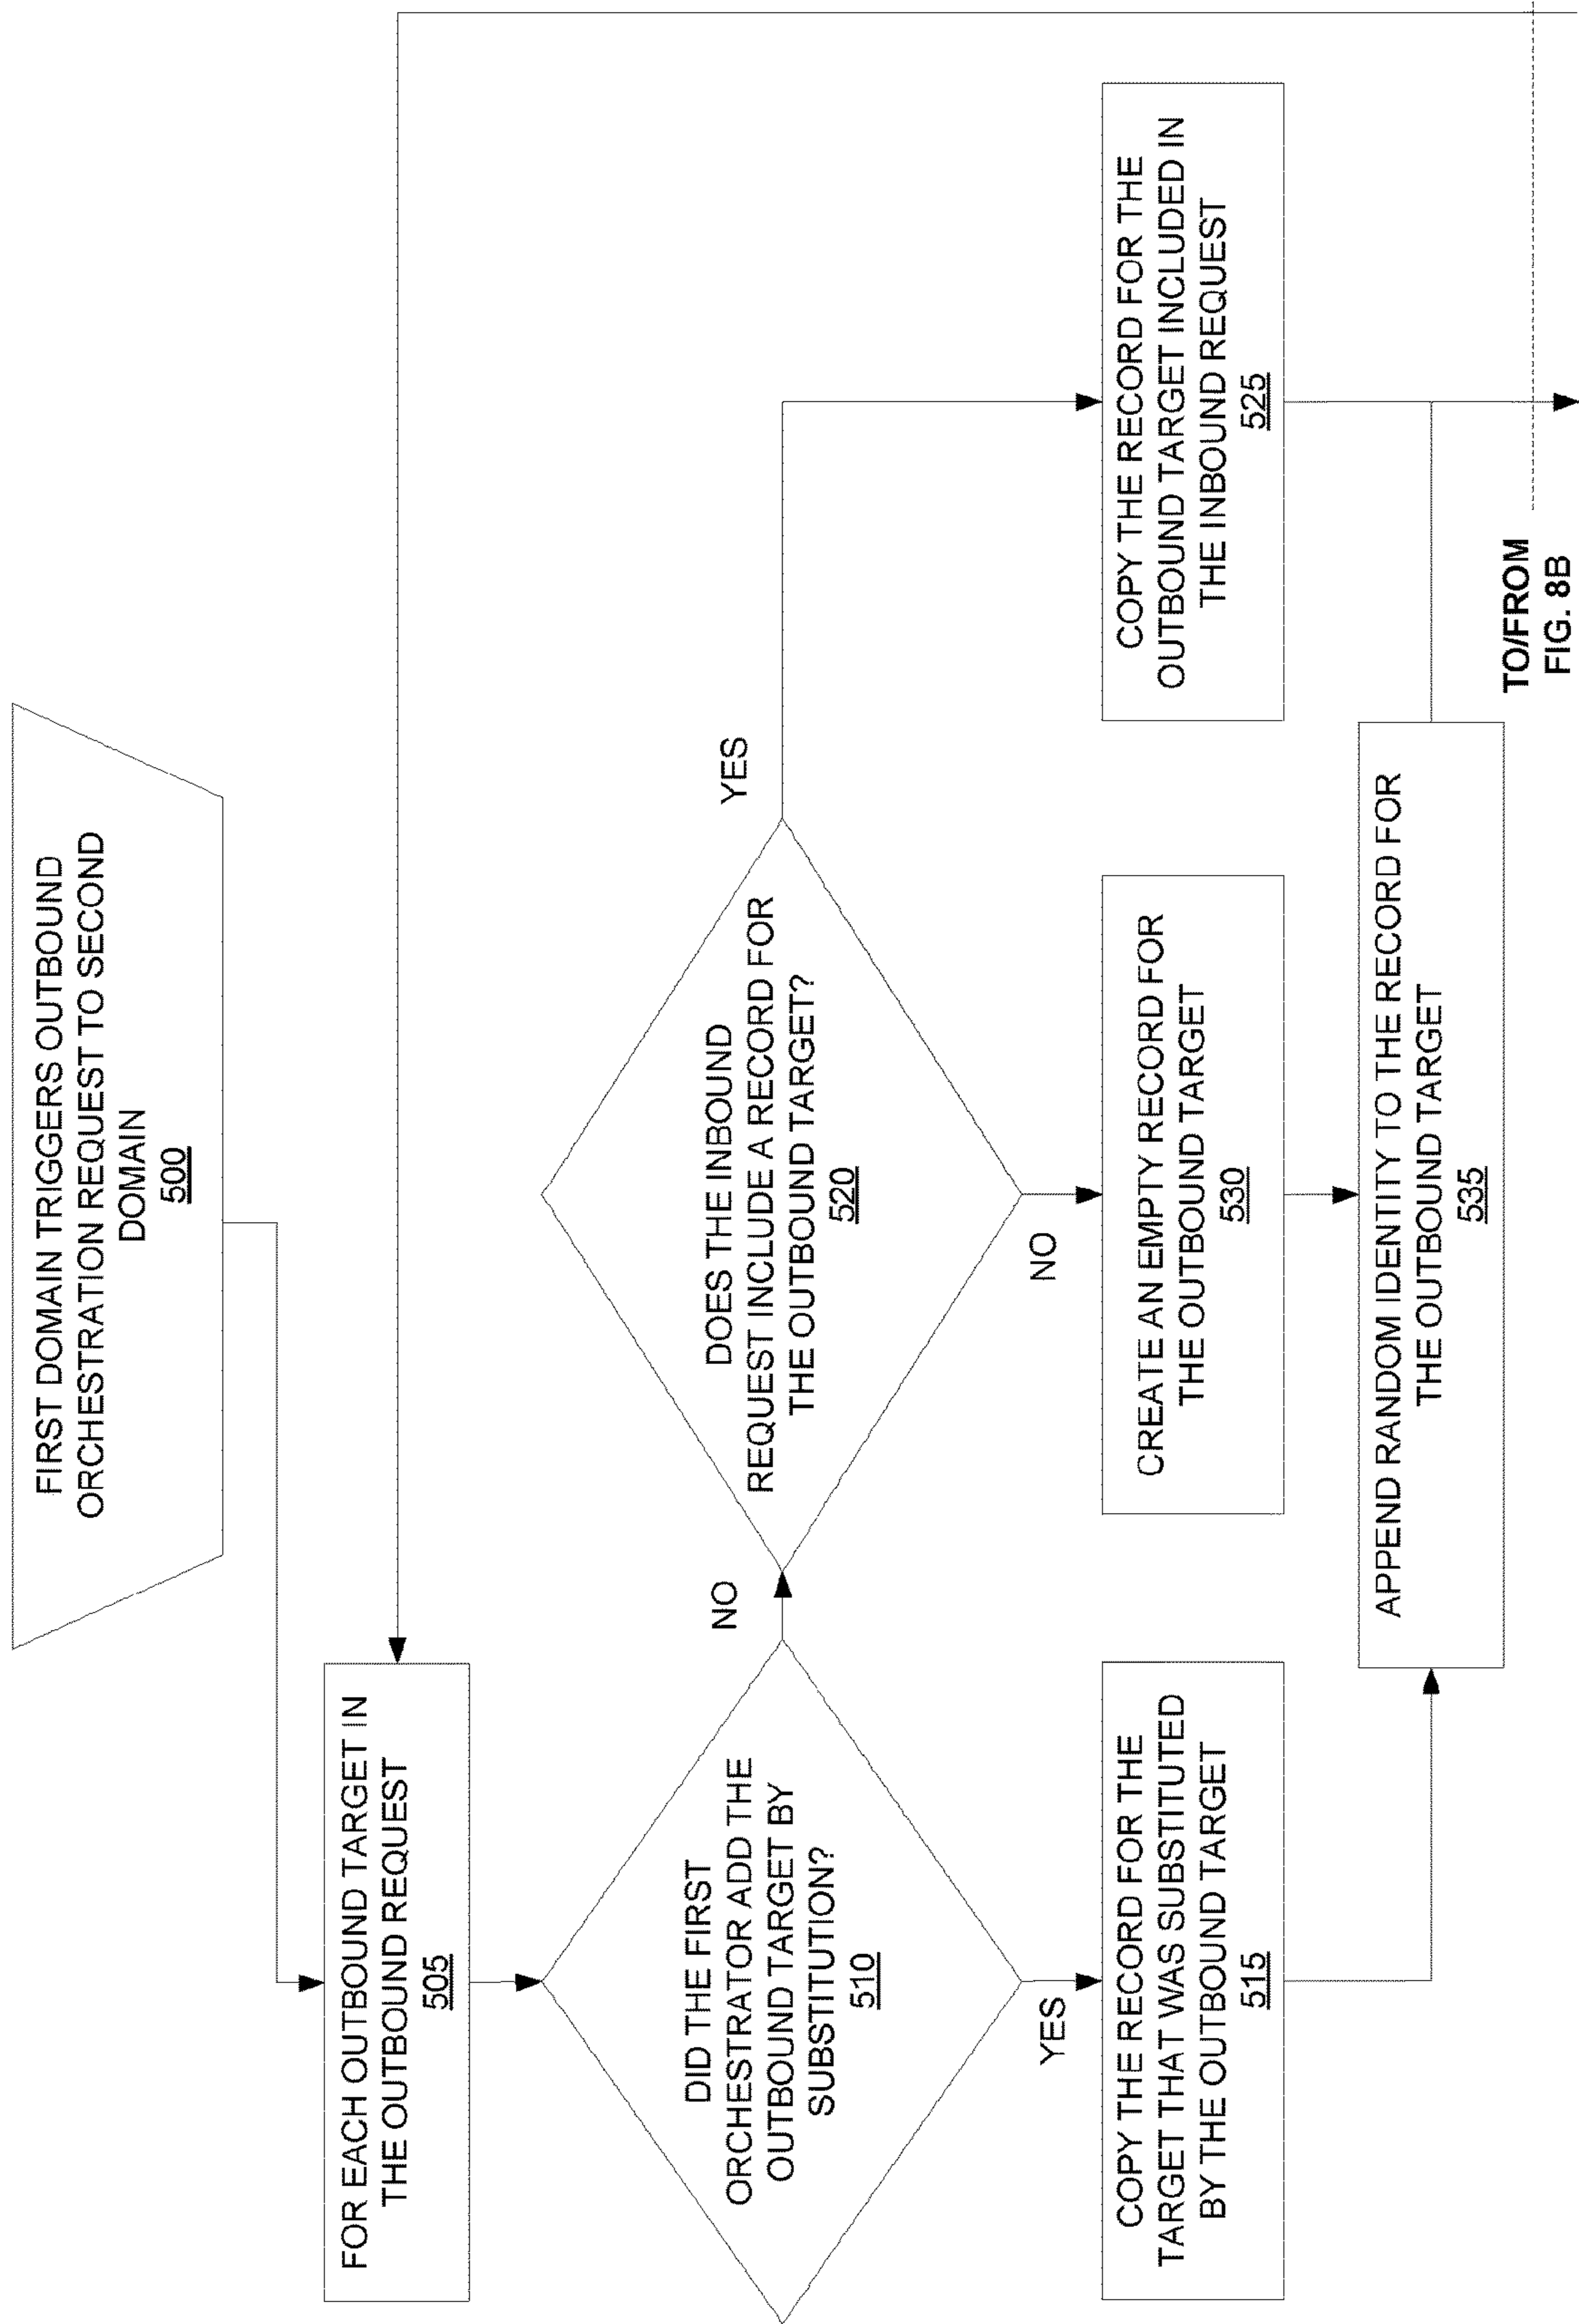 FIRST DOMAIN TRIGGERS OUTBOUND
ORCHESTRATION REQUEST TO SECOND
DOMAIN
500
FOR EACH OUTBOUND TARGET IN
THE OUTBOUND REQUEST
505
DID THE FIRST
ORCHESTRATOR ADD THE
OUTBOUND TARGET BY
SUBSTITUTION?
510
NO
YES
DOES THE INBOUND
REQUEST INCLUDE A RECORD FOR
THE OUTBOUND TARGET?
520
YES
NO
COPY THE RECORD FOR THE
TARGET THAT WAS SUBSTITUTED
BY THE OUTBOUND TARGET
515
CREATE AN EMPTY RECORD FOR
THE OUTBOUND TARGET
530
COPY THE RECORD FOR THE
OUTBOUND TARGET INCLUDED IN
THE INBOUND REQUEST
525
APPEND RANDOM IDENTITY TO THE RECORD FOR
THE OUTBOUND TARGET
535
TO/FROM
FIG. 8B